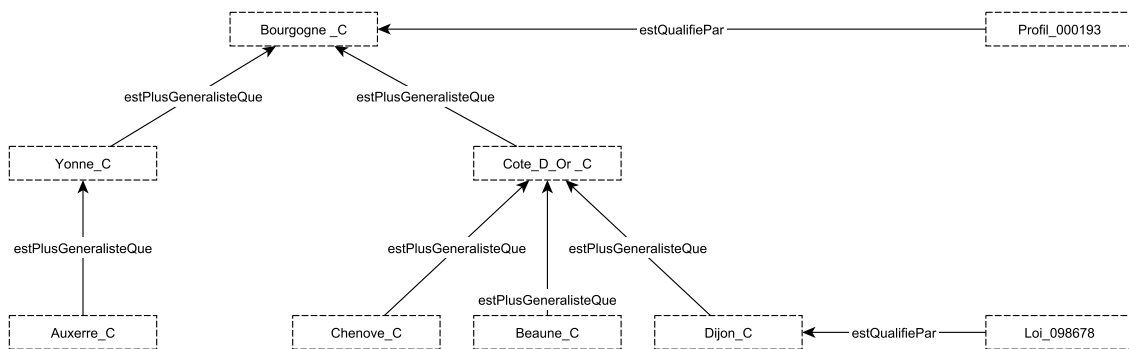 Bourgogne _C
estQualifiePar
Profil_000193
estPlusGeneralisteQue
estPlusGeneralisteQue
Yonne_C
Cote_D_Or _C
estPlusGeneralisteQue
estPlusGeneralisteQue
estPlusGeneralisteQue
estPlusGeneralisteQue
Auxerre_C
Chenove_C
Beaune_C
Dijon_C
estQualifiePar
Loi_098678